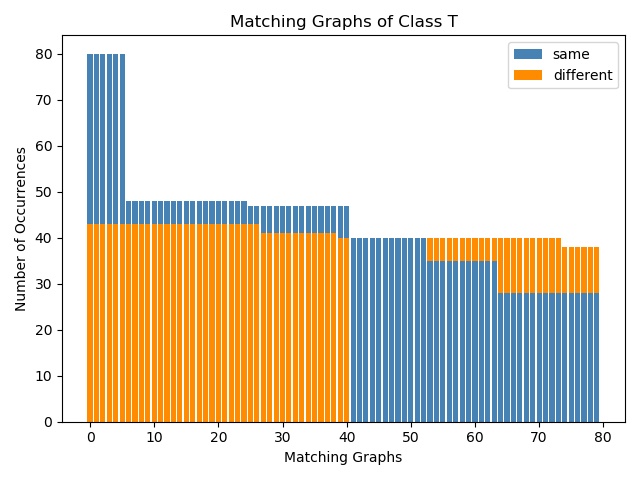 Matching Graphs of Class T
same
different
Number of Occurrences
80
70
60
50
40
30
20
10
0
0 10 20 30 40 50 60 70 80
Matching Graphs